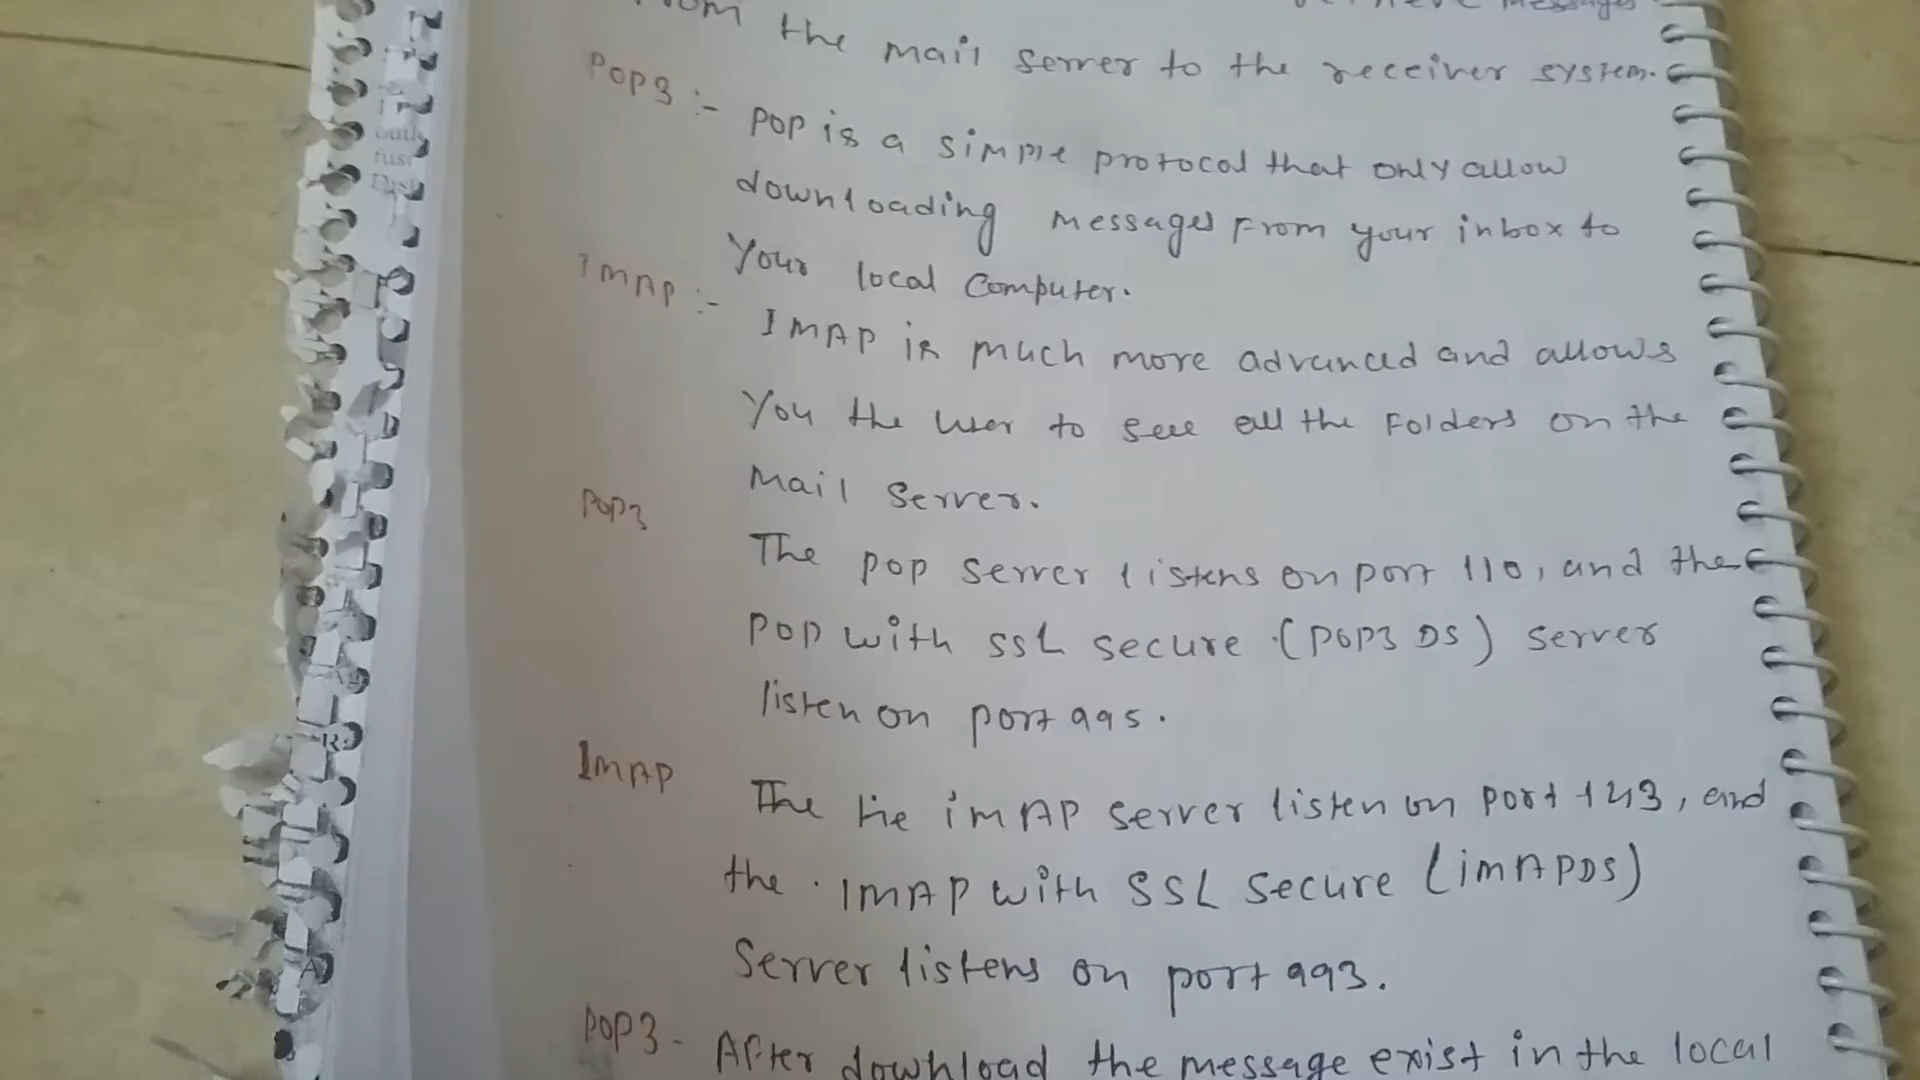 messages
the mail server to the receiver system.
POP3 :- POP is a simple protocal that only allow
downloading messages From your inbox to
Your local Computer.
IMAP :- IMAP is much more advanced and allows
You the user to see all the Folders on the
Mail Server.
POP3 The pop server listens on port 110, and the
POP with SSL secure (POP3 DS) server
listen on port 995.
IMAP The the imAP server listen on port 143, and
the . IMAP with SSL Secure (imAPDS)
Server listens on port 993.
POP3 - After download the message exist in the local